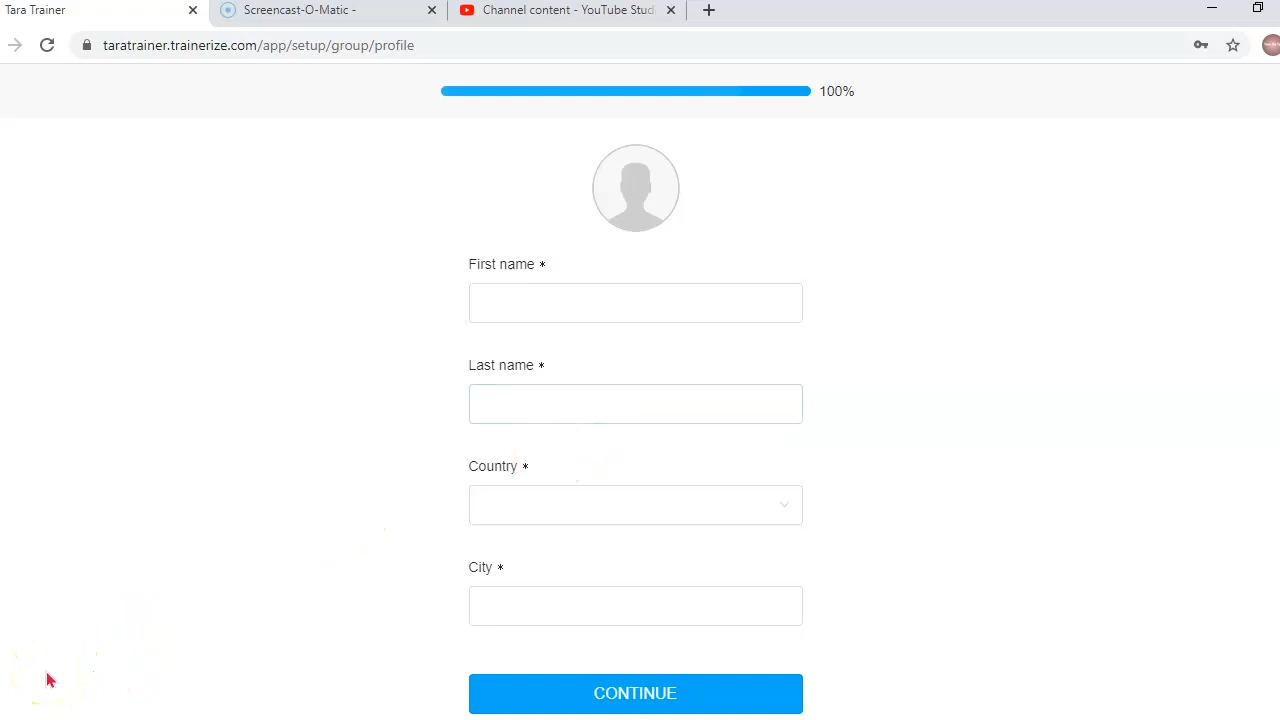 Tara Trainer
Screencast-O-Matic -
Channel content - YouTube Stud
taratrainer.trainerize.com/app/setup/group/profile
100%
First name *
Last name *
Country *
City *
CONTINUE